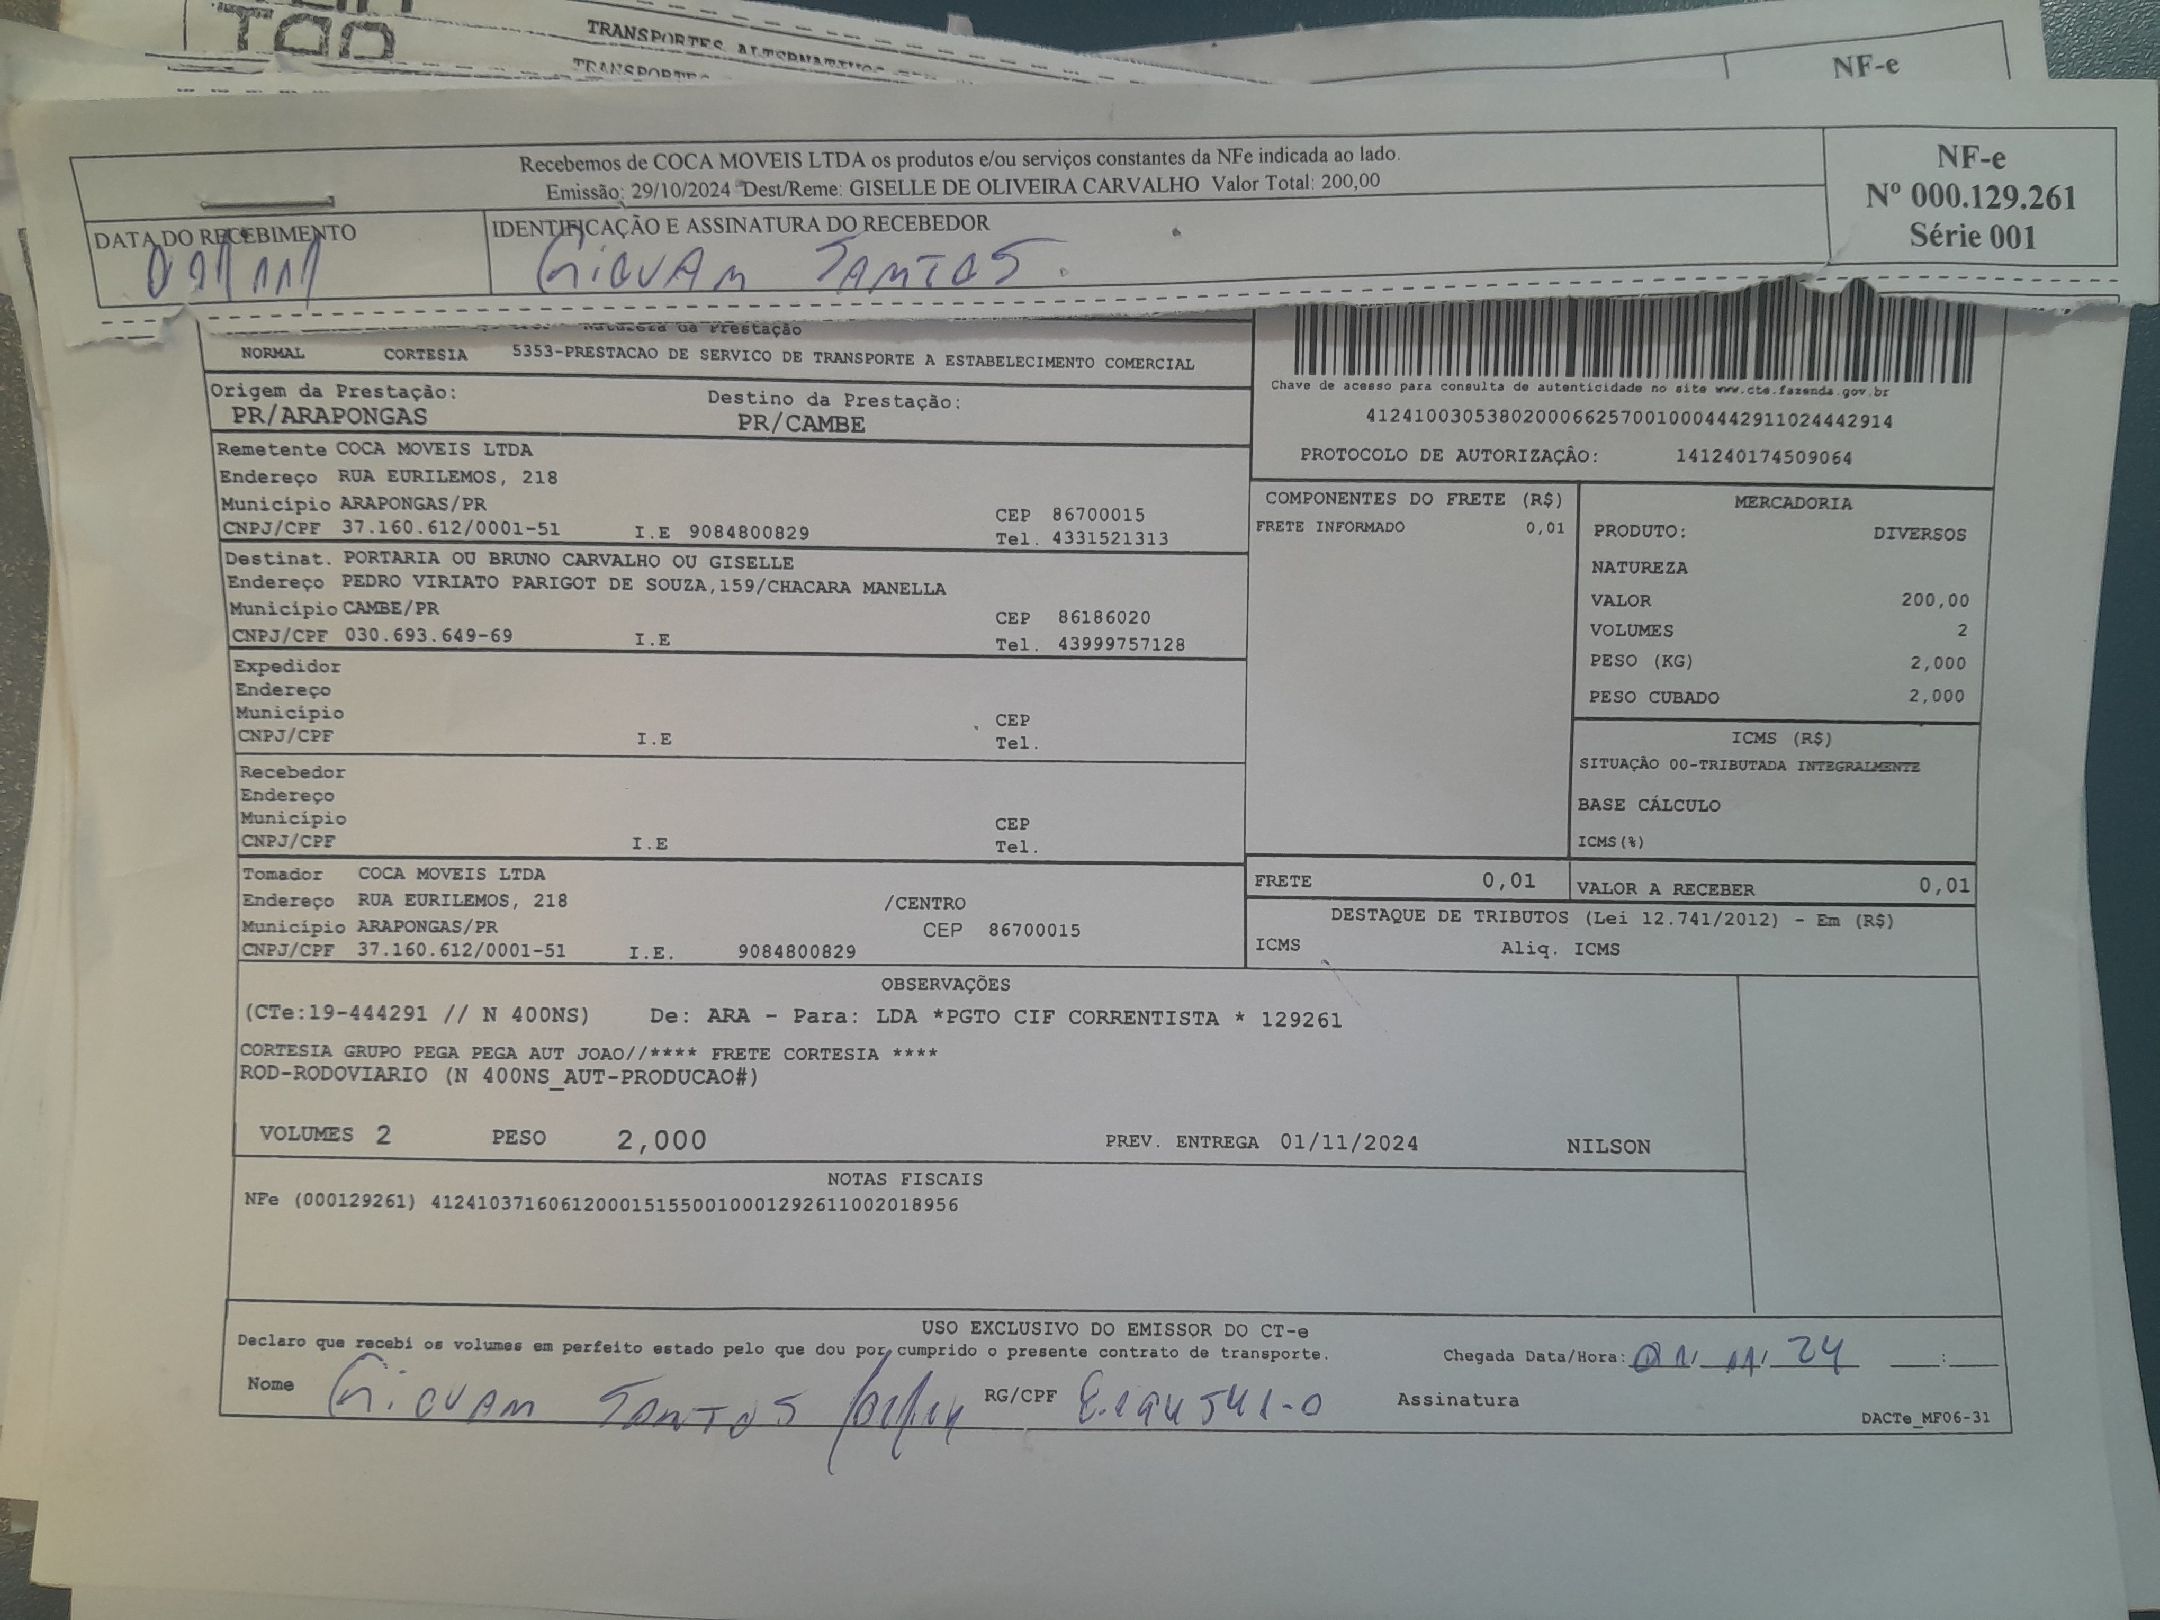 TRANSPORTES ALTERNATIVOS
TRANSPORTES
NF-e
Recebemos de COCA MOVEIS LTDA os produtos e/ou serviços constantes da NFe indicada ao lado.
Emissão: 29/10/2024 Dest/Reme: GISELLE DE OLIVEIRA CARVALHO Valor Total: 200,00
NF-e
Nº 000.129.261
Série 001
DATA DO RECEBIMENTO
IDENTIFICAÇÃO E ASSINATURA DO RECEBEDOR
GIOVAM SANTOS.
Natureza da Prestação
NORMAL CORTESIA 5353-PRESTACAO DE SERVICO DE TRANSPORTE A ESTABELECIMENTO COMERCIAL
Origem da Prestação: Destino da Prestação:
PR/ARAPONGAS PR/CAMBE
Chave de acesso para consulta de autenticidade no site www.cte.fazenda.gov.br
41241003053802000662570010004442911024442914
PROTOCOLO DE AUTORIZAÇÂO: 141240174509064
Remetente COCA MOVEIS LTDA
Endereço RUA EURILEMOS, 218
Município ARAPONGAS/PR CEP 86700015
CNPJ/CPF 37.160.612/0001-51 I.E 9084800829 Tel. 4331521313
Destinat. PORTARIA OU BRUNO CARVALHO OU GISELLE
Endereço PEDRO VIRIATO PARIGOT DE SOUZA,159/CHACARA MANELLA
Município CAMBE/PR CEP 86186020
CNPJ/CPF 030.693.649-69 I.E Tel. 43999757128
Expedidor
Endereço
Município CEP
CNPJ/CPF I.E Tel.
Recebedor
Endereço
Município CEP
CNPJ/CPF I.E Tel.
Tomador COCA MOVEIS LTDA
Endereço RUA EURILEMOS, 218 /CENTRO
Município ARAPONGAS/PR CEP 86700015
CNPJ/CPF 37.160.612/0001-51 I.E. 9084800829
COMPONENTES DO FRETE (R$)
FRETE INFORMADO 0,01
MERCADORIA
PRODUTO: DIVERSOS
NATUREZA
VALOR 200,00
VOLUMES 2
PESO (KG) 2,000
PESO CUBADO 2,000
ICMS (R$)
SITUAÇÂO 00-TRIBUTADA INTEGRALMENTE
BASE CÁLCULO
ICMS(%)
FRETE 0,01 VALOR A RECEBER 0,01
DESTAQUE DE TRIBUTOS (Lei 12.741/2012) - Em (R$)
ICMS Aliq. ICMS
OBSERVAÇÕES
(CTe:19-444291 // N 400NS) De: ARA - Para: LDA *PGTO CIF CORRENTISTA * 129261
CORTESIA GRUPO PEGA PEGA AUT JOAO//**** FRETE CORTESIA ****
ROD-RODOVIARIO (N 400NS_AUT-PRODUCAO#)
VOLUMES 2 PESO 2,000 PREV. ENTREGA 01/11/2024 NILSON
NOTAS FISCAIS
NFe (000129261) 41241037160612000151550010001292611002018956
USO EXCLUSIVO DO EMISSOR DO CT-e
Declaro que recebi os volumes em perfeito estado pelo que dou por cumprido o presente contrato de transporte.
Chegada Data/Hora: 24 :
Nome GIOVAM SANTOS RG/CPF Assinatura
DACTe_MF06-31